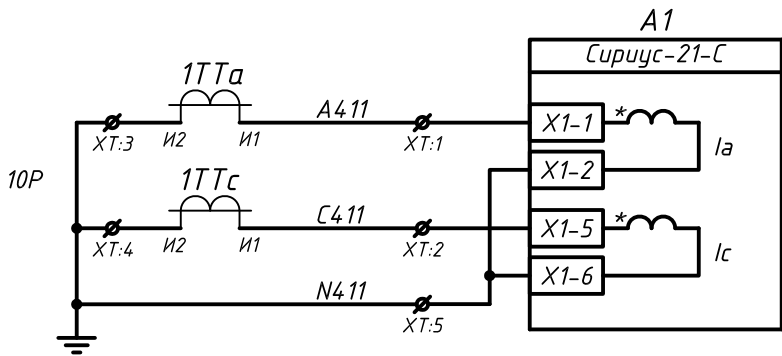 A1
Сириус-21-С
1ТТа
A411
X1-1
*
XT:3
И2
И1
XT:1
Ia
10P
X1-2
1ТТс
C411
X1-5
*
XT:4
И2
И1
XT:2
Ic
N411
X1-6
XT:5